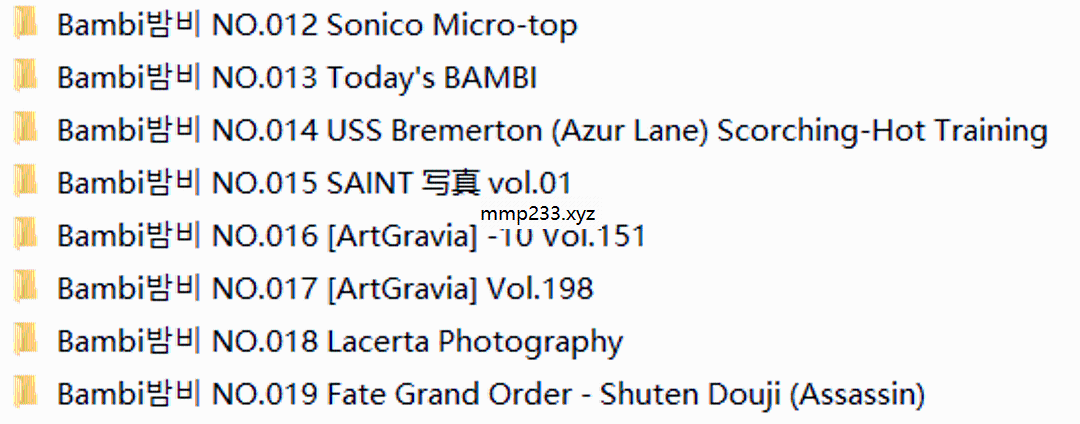 Bambi밤비 NO.012 Sonico Micro-top
Bambi밤비 NO.013 Today's BAMBI
Bambi밤비 NO.014 USS Bremerton (Azur Lane) Scorching-Hot Training
Bambi밤비 NO.015 SAINT 写真 vol.01
mmp233.xyz
Bambi밤비 NO.016 [ArtGravia] -10 Vol.151
Bambi밤비 NO.017 [ArtGravia] Vol.198
Bambi밤비 NO.018 Lacerta Photography
Bambi밤비 NO.019 Fate Grand Order - Shuten Douji (Assassin)